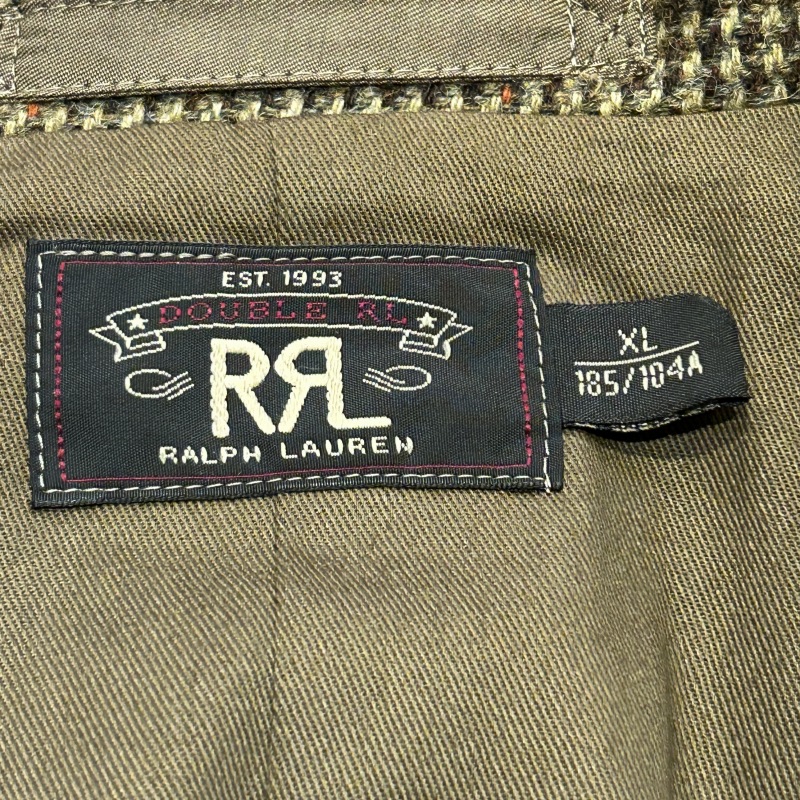 EST. 1993
DOUBLE RL
RRL
RALPH LAUREN
XL
185/104A